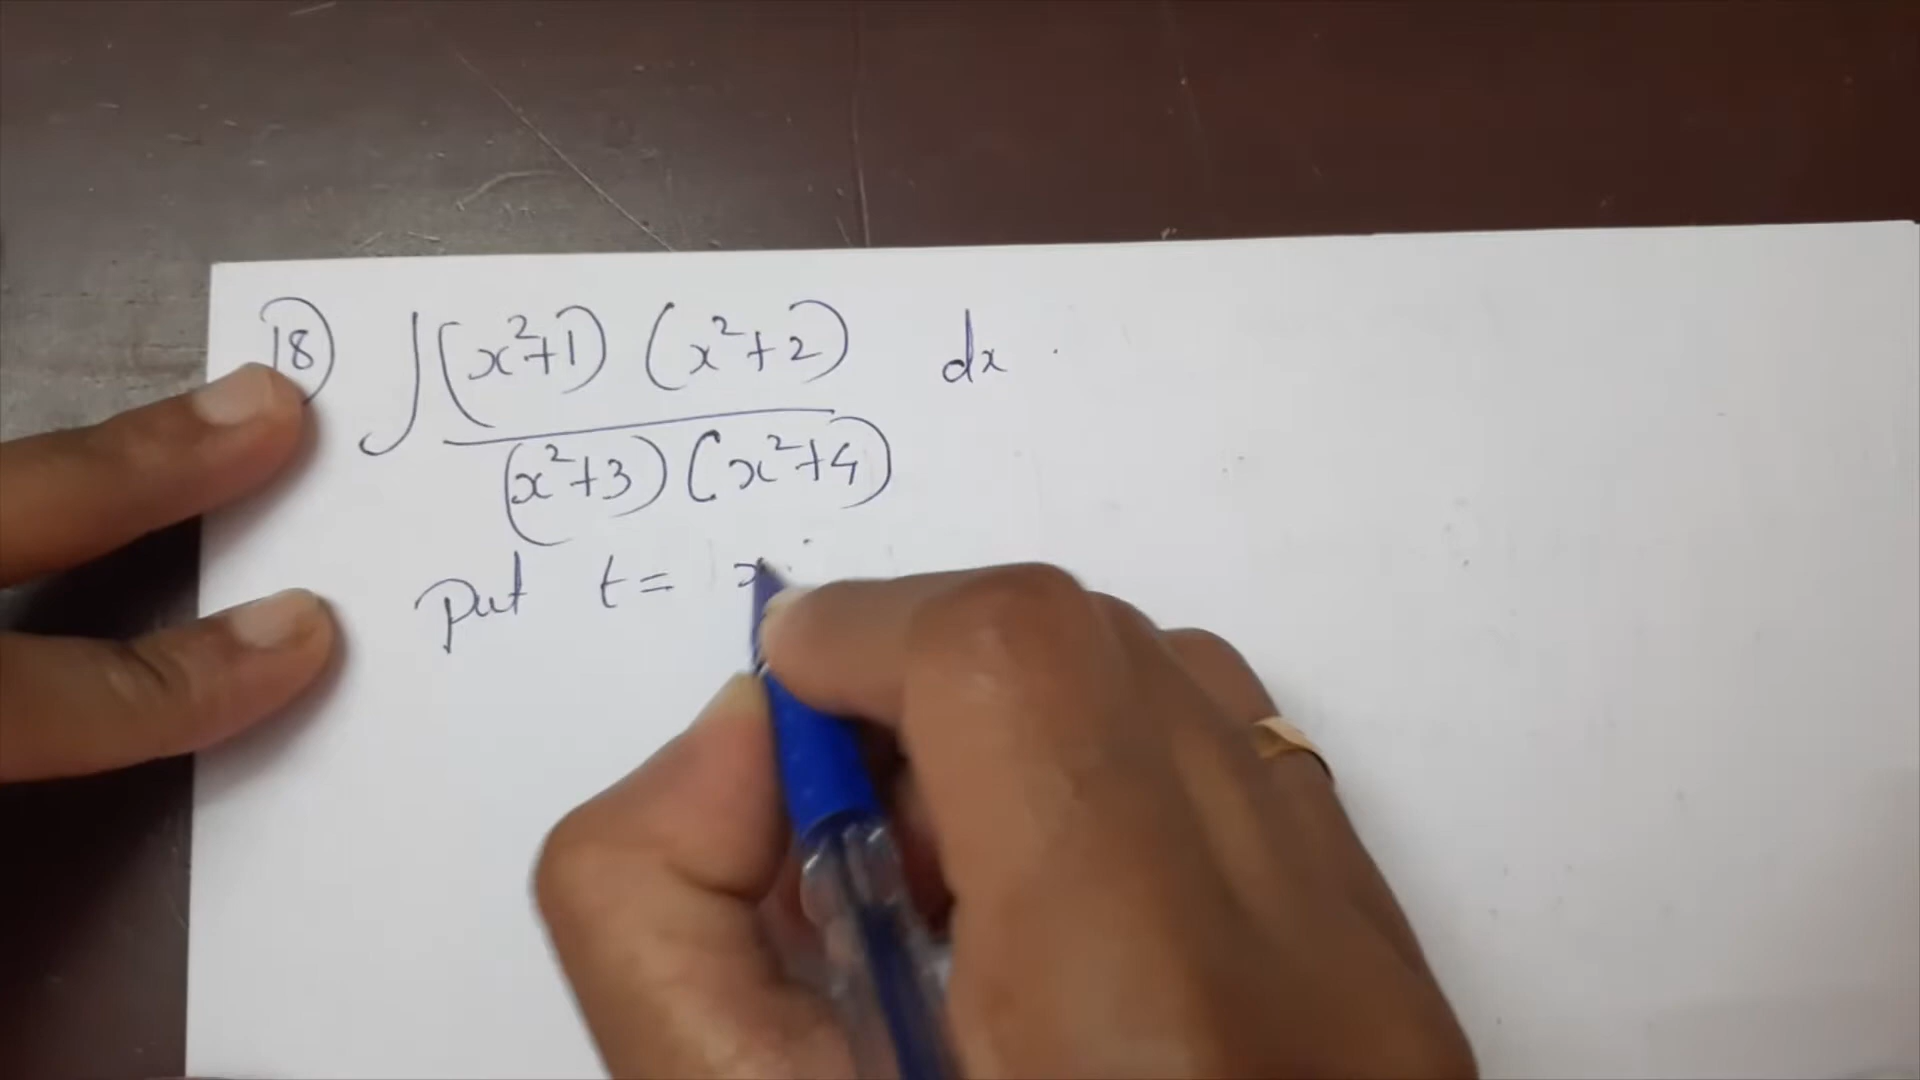 18) ∫ (x²+1) (x²+2) dx .
(x²+3) (x²+4)
Put t = x